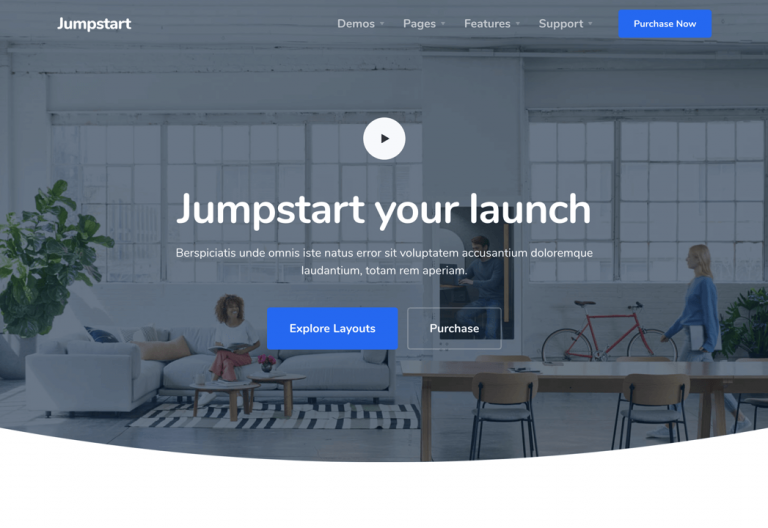 Jumpstart
Demos Pages Features Support Purchase Now
Jumpstart your launch
Berspiciatis unde omnis iste natus error sit voluptatem accusantium doloremque
laudantium, totam rem aperiam.
Explore Layouts Purchase